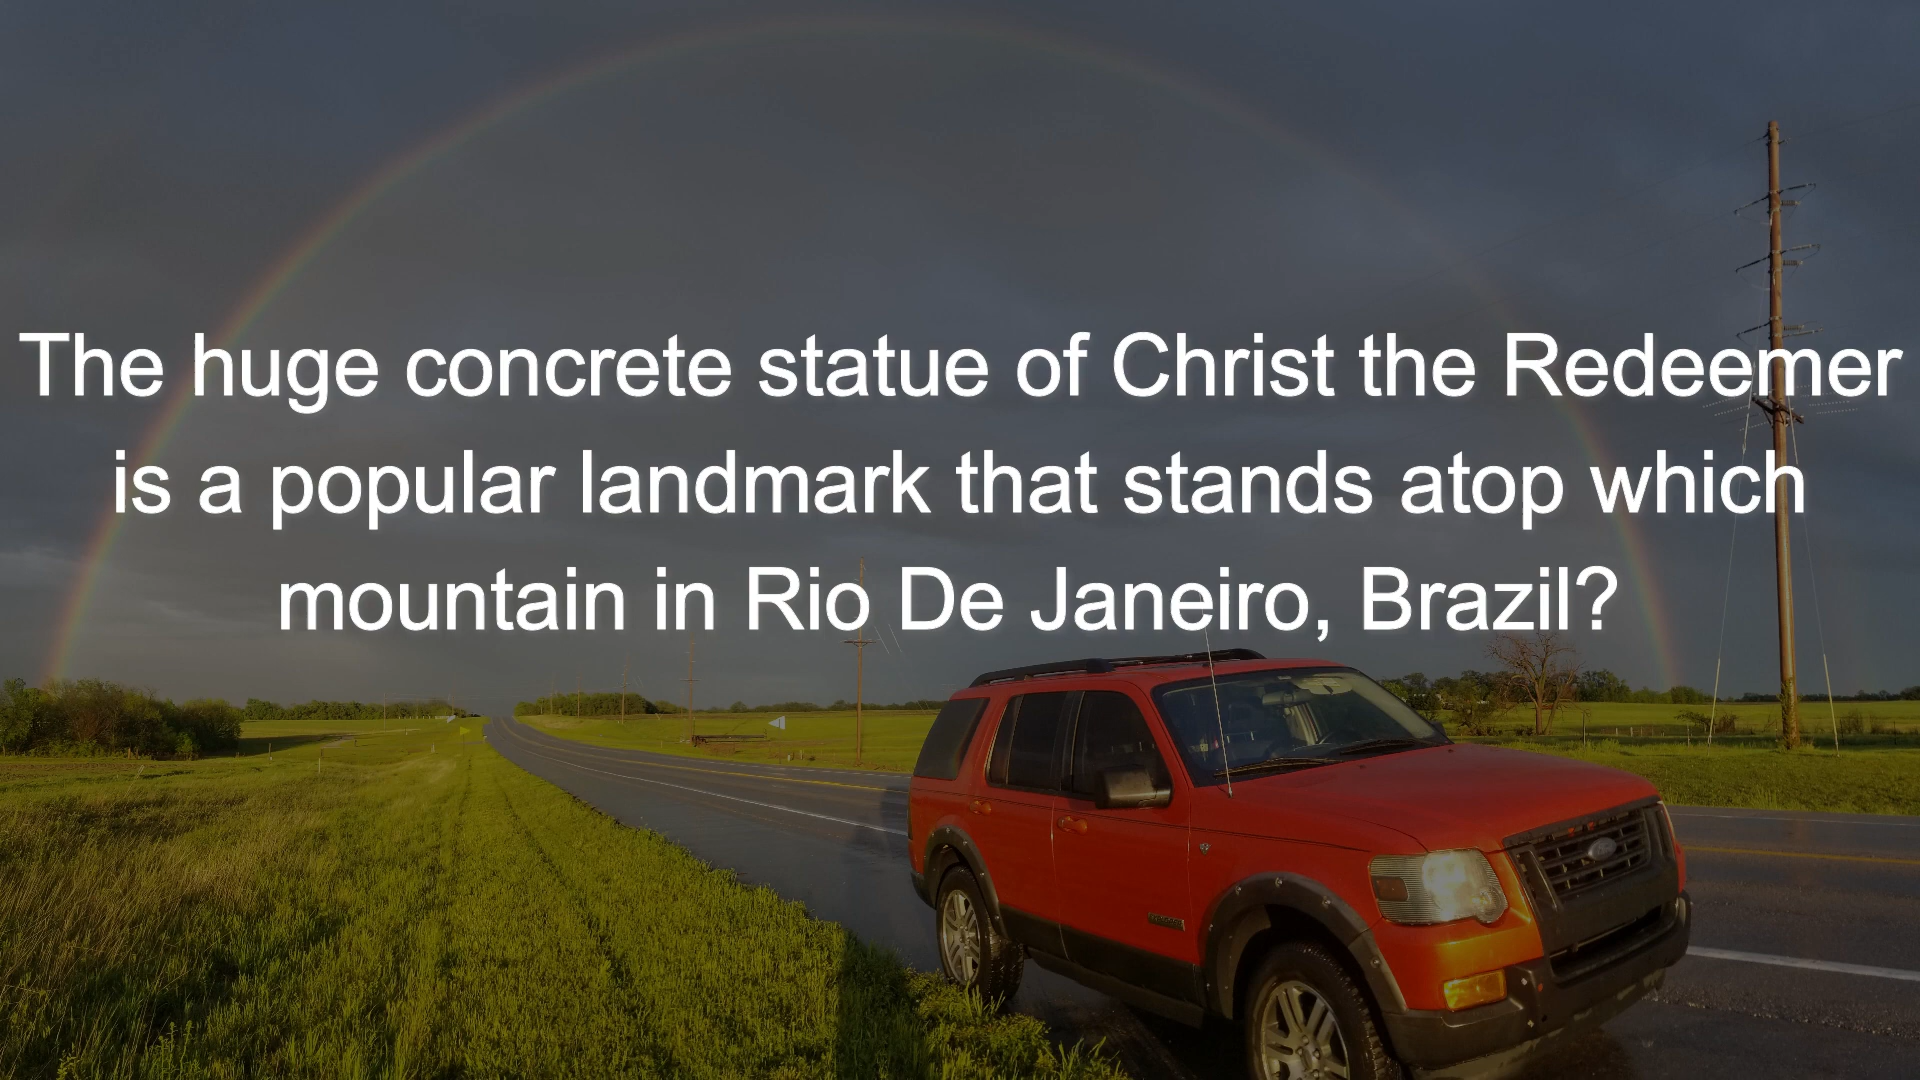 The huge concrete statue of Christ the Redeemer
is a popular landmark that stands atop which
mountain in Rio De Janeiro, Brazil?